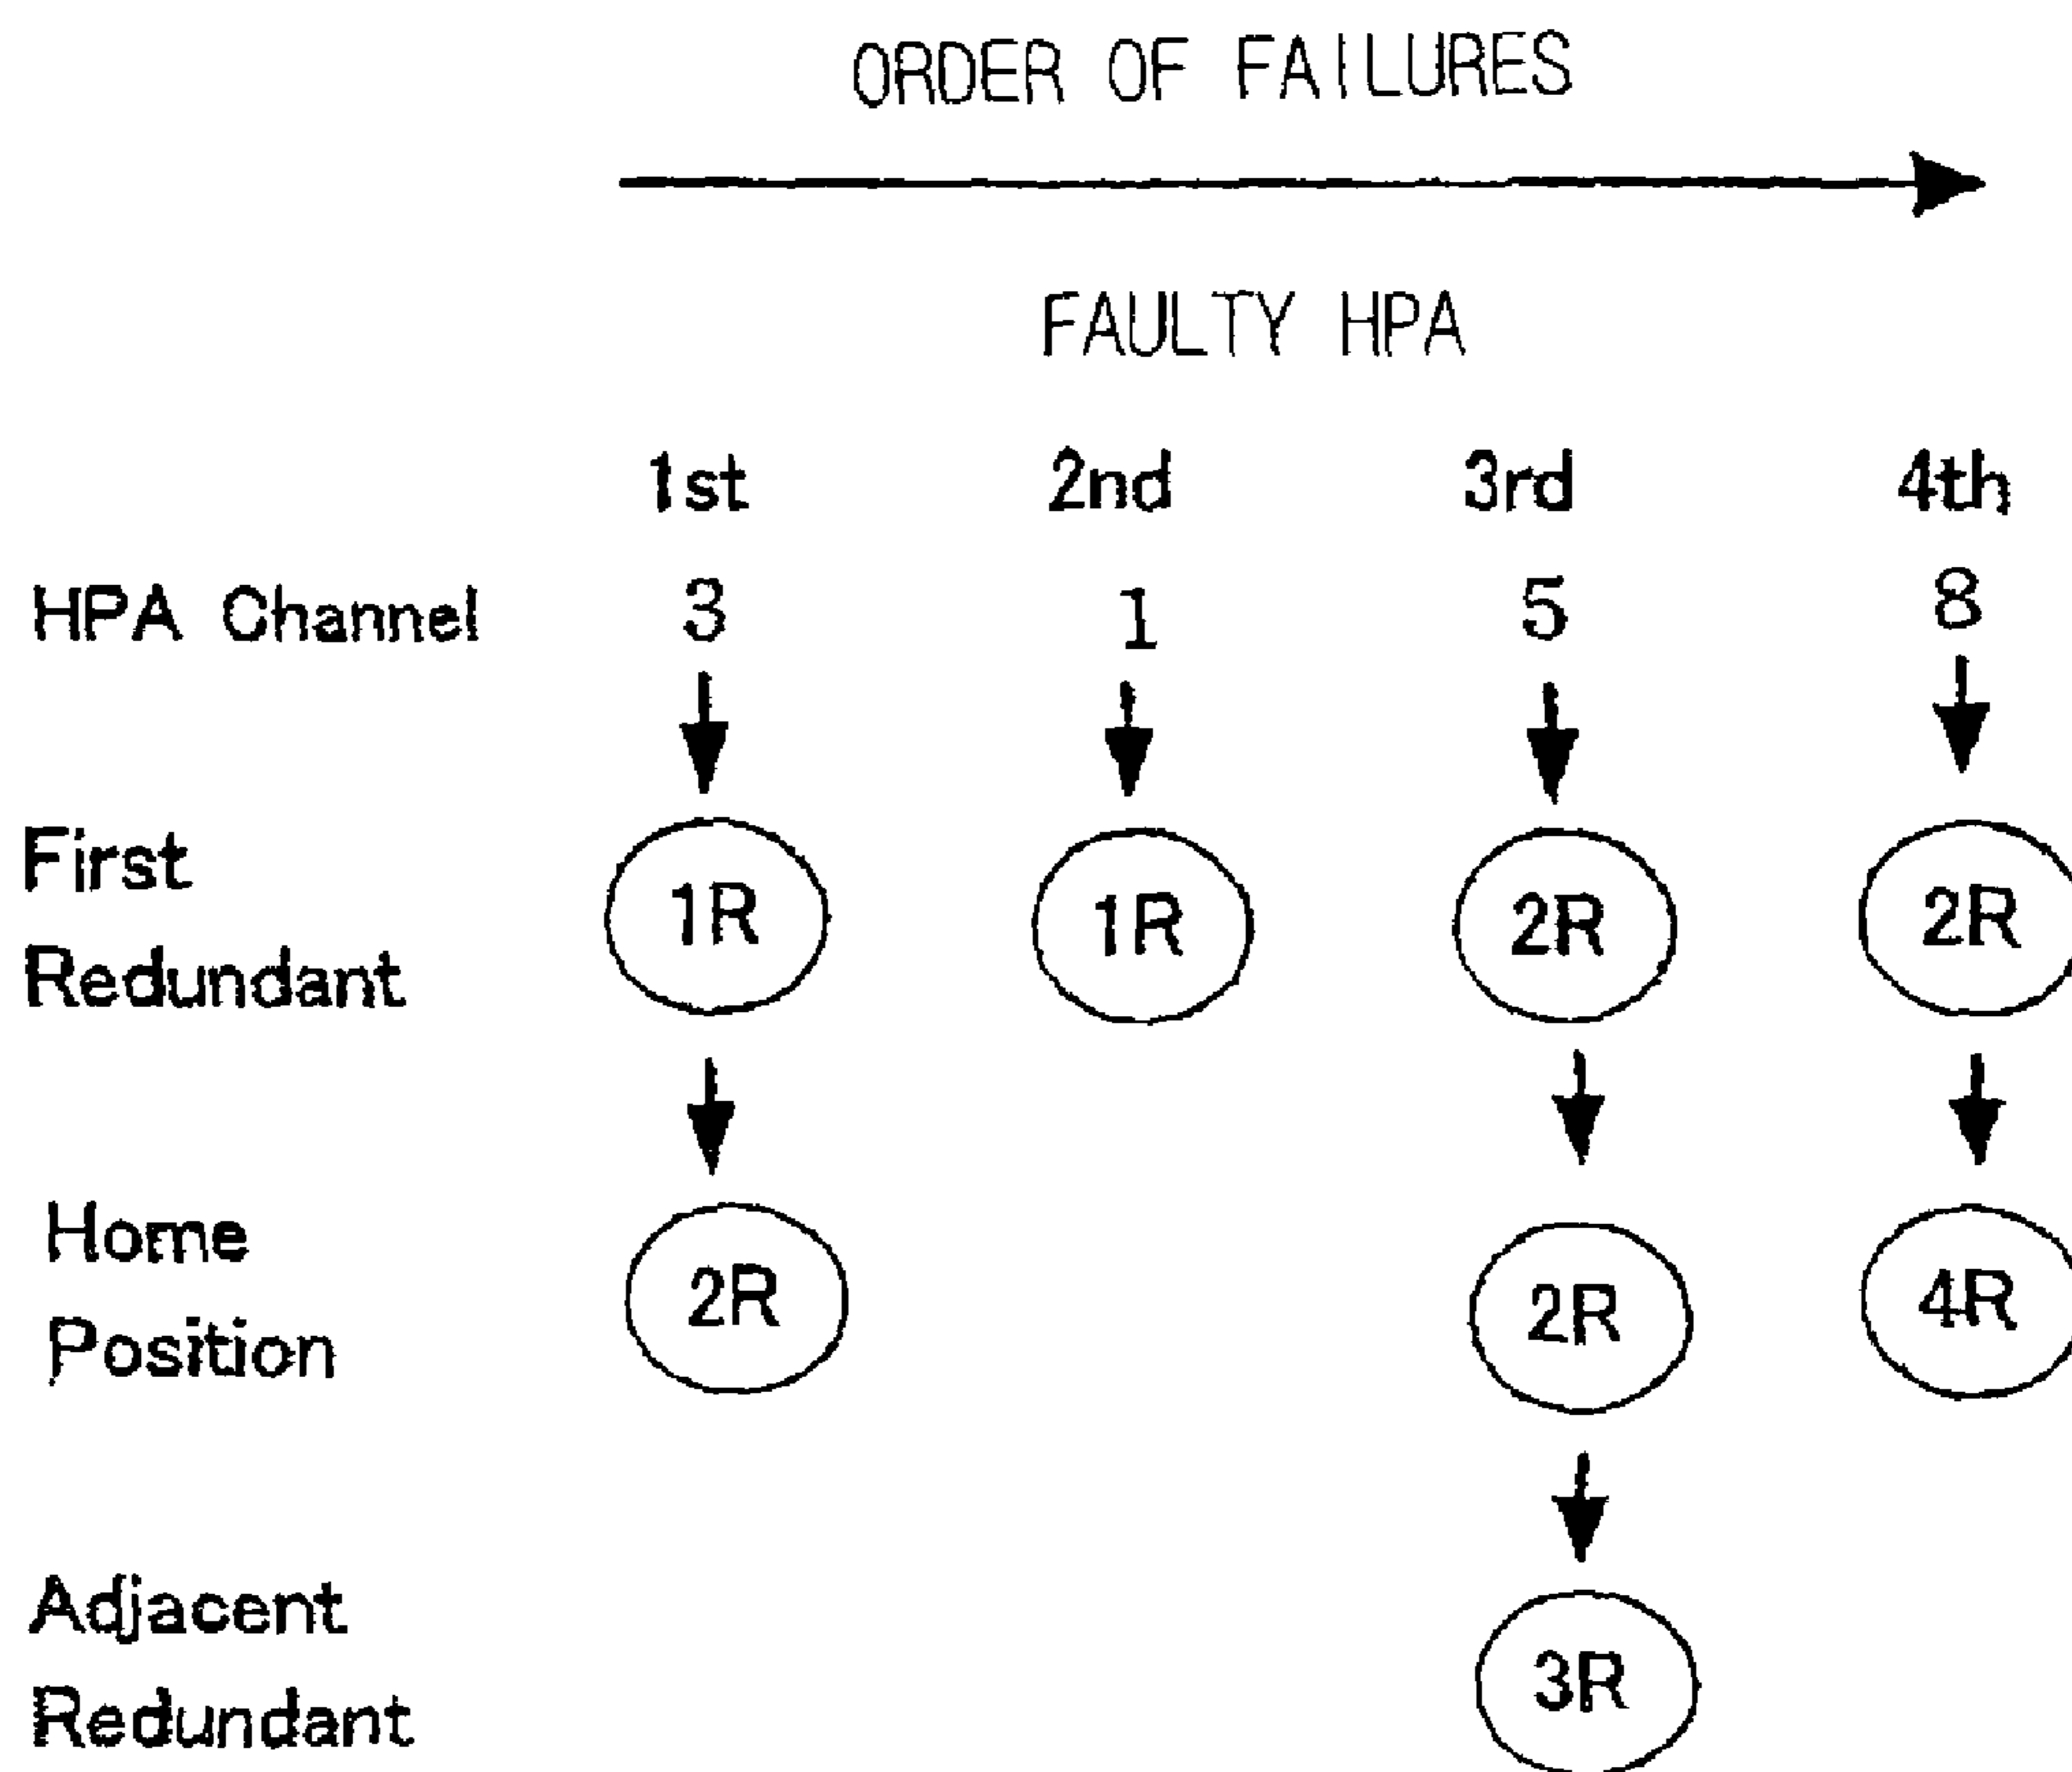 ORDER OF FAILURES
FAULTY HPA
1st 2nd 3rd 4th
HPA Channel 3 1 5 8
First
Redundant
1R 1R 2R 2R
Home
Position
2R 2R 4R
Adjacent
Redundant
3R